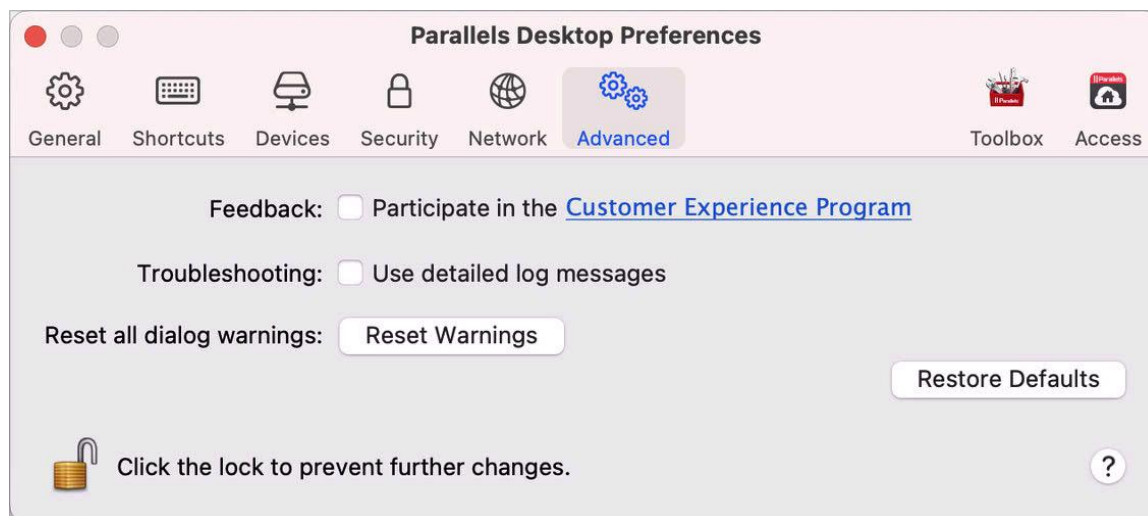 Parallels Desktop Preferences
General Shortcuts Devices Security Network Advanced Toolbox Access
Feedback: Participate in the Customer Experience Program
Troubleshooting: Use detailed log messages
Reset all dialog warnings: Reset Warnings
Restore Defaults
Click the lock to prevent further changes. ?